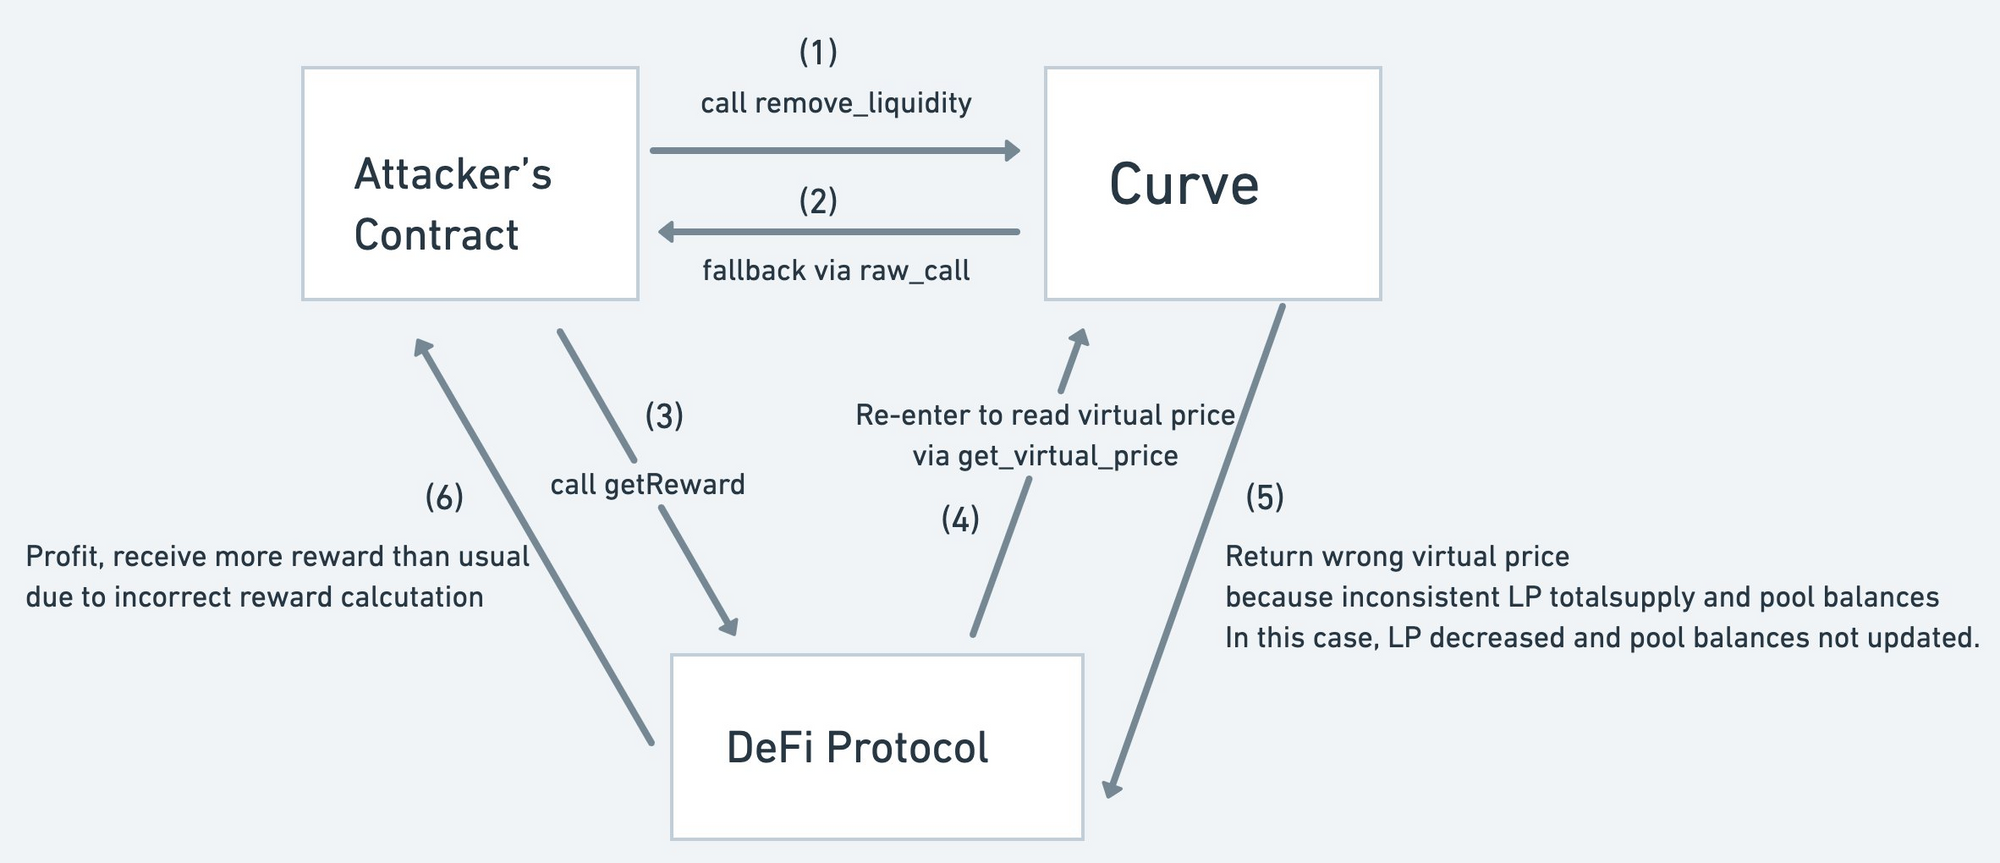 (1)
call remove_liquidity
Attacker’s
Contract
Curve
(2)
fallback via raw_call
(3)
call getReward
Re-enter to read virtual price
via get_virtual_price
(4)
(5)
Return wrong virtual price
because inconsistent LP totalsupply and pool balances
In this case, LP decreased and pool balances not updated.
(6)
Profit, receive more reward than usual
due to incorrect reward calcutation
DeFi Protocol